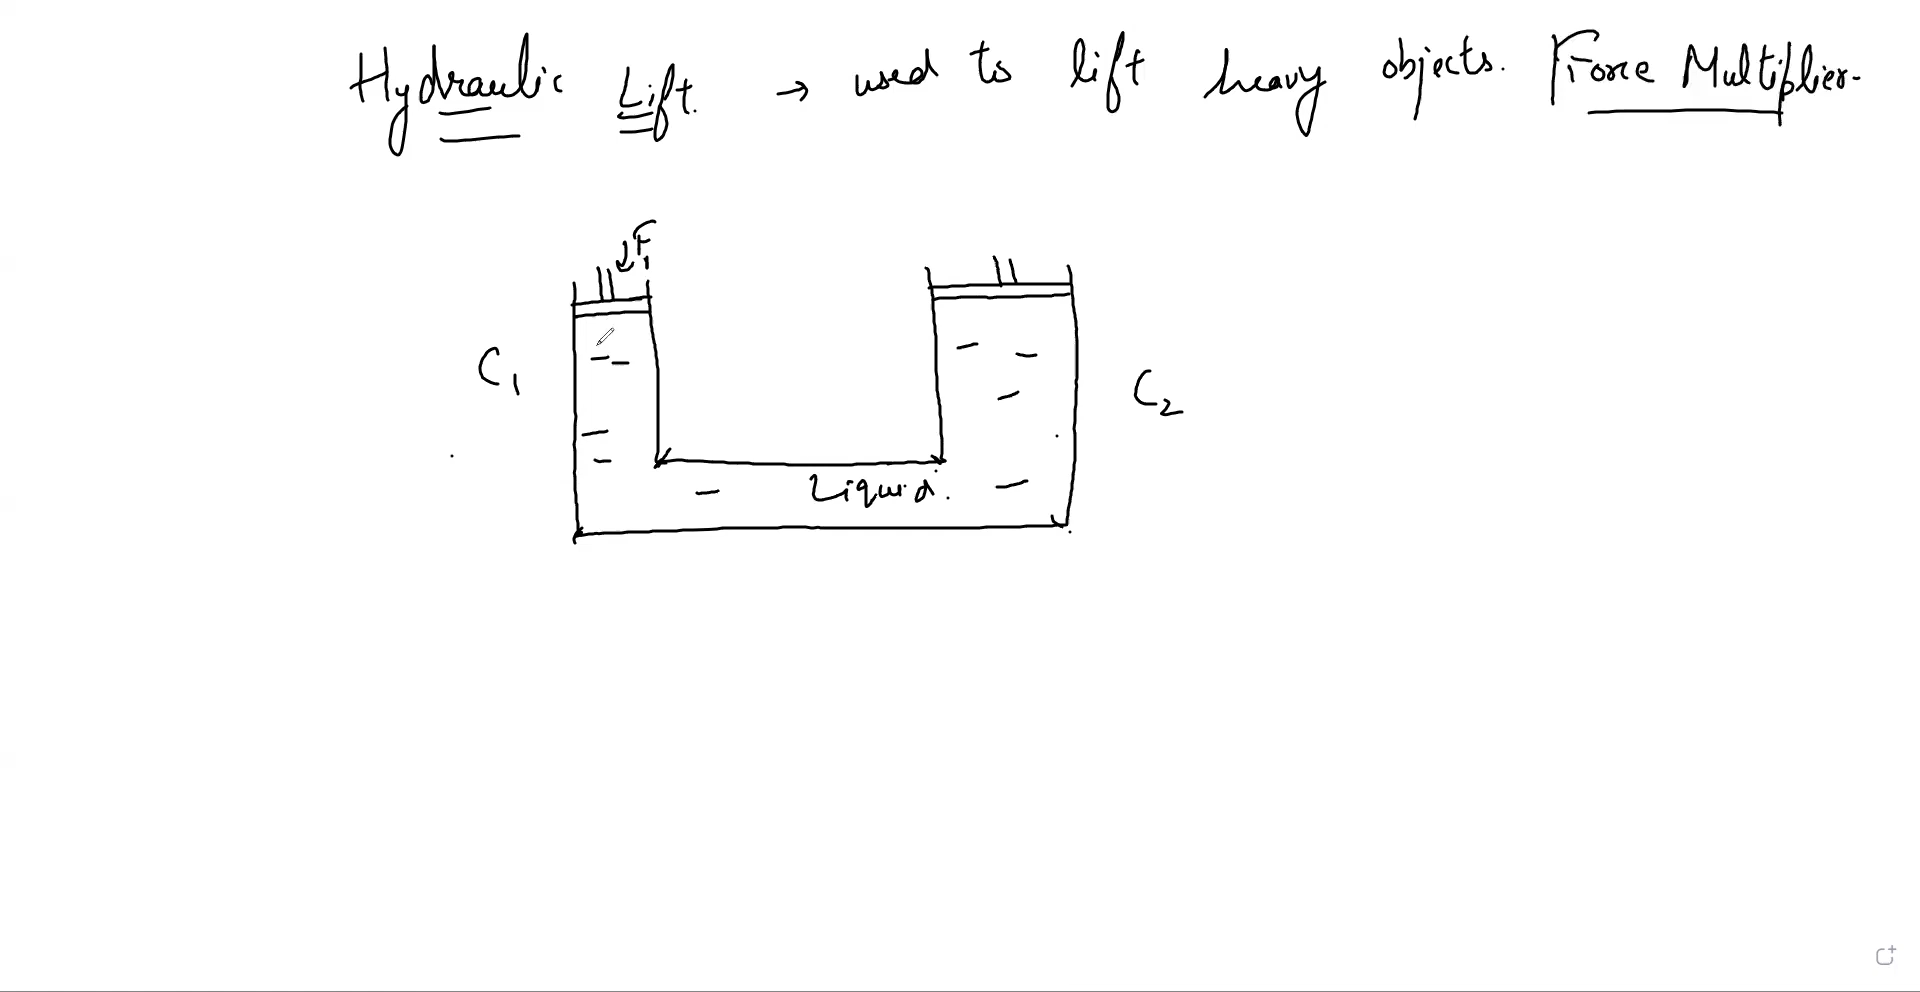 Hydraulic Lift. → used to lift heavy objects. Force Multiplier.
F₁
C₁
C₂
Liquid.